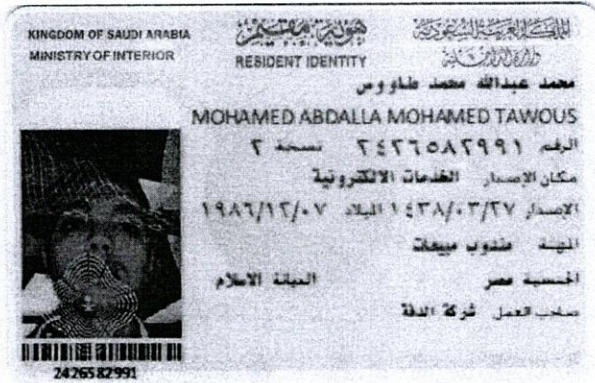 KINGDOM OF SAUDI ARABIA
MINISTRY OF INTERIOR
هوية مقيم
RESIDENT IDENTITY
المملكة العربية السعودية
وزارة الداخلية
محمد عبدالله محمد طاووس
MOHAMED ABDALLA MOHAMED TAWOUS
الرقم ٢٤٢٦٥٨٢٩٩١ نسخة ٢
مكان الإصدار الخدمات الالكترونية
الإصدار ١٤٣٨/٠٣/٢٧ الميلاد ١٩٨٦/١٢/٠٧
المهنة مندوب مبيعات
الجنسية مصر الديانة الاسلام
صاحب العمل شركة الدفة
2426582991